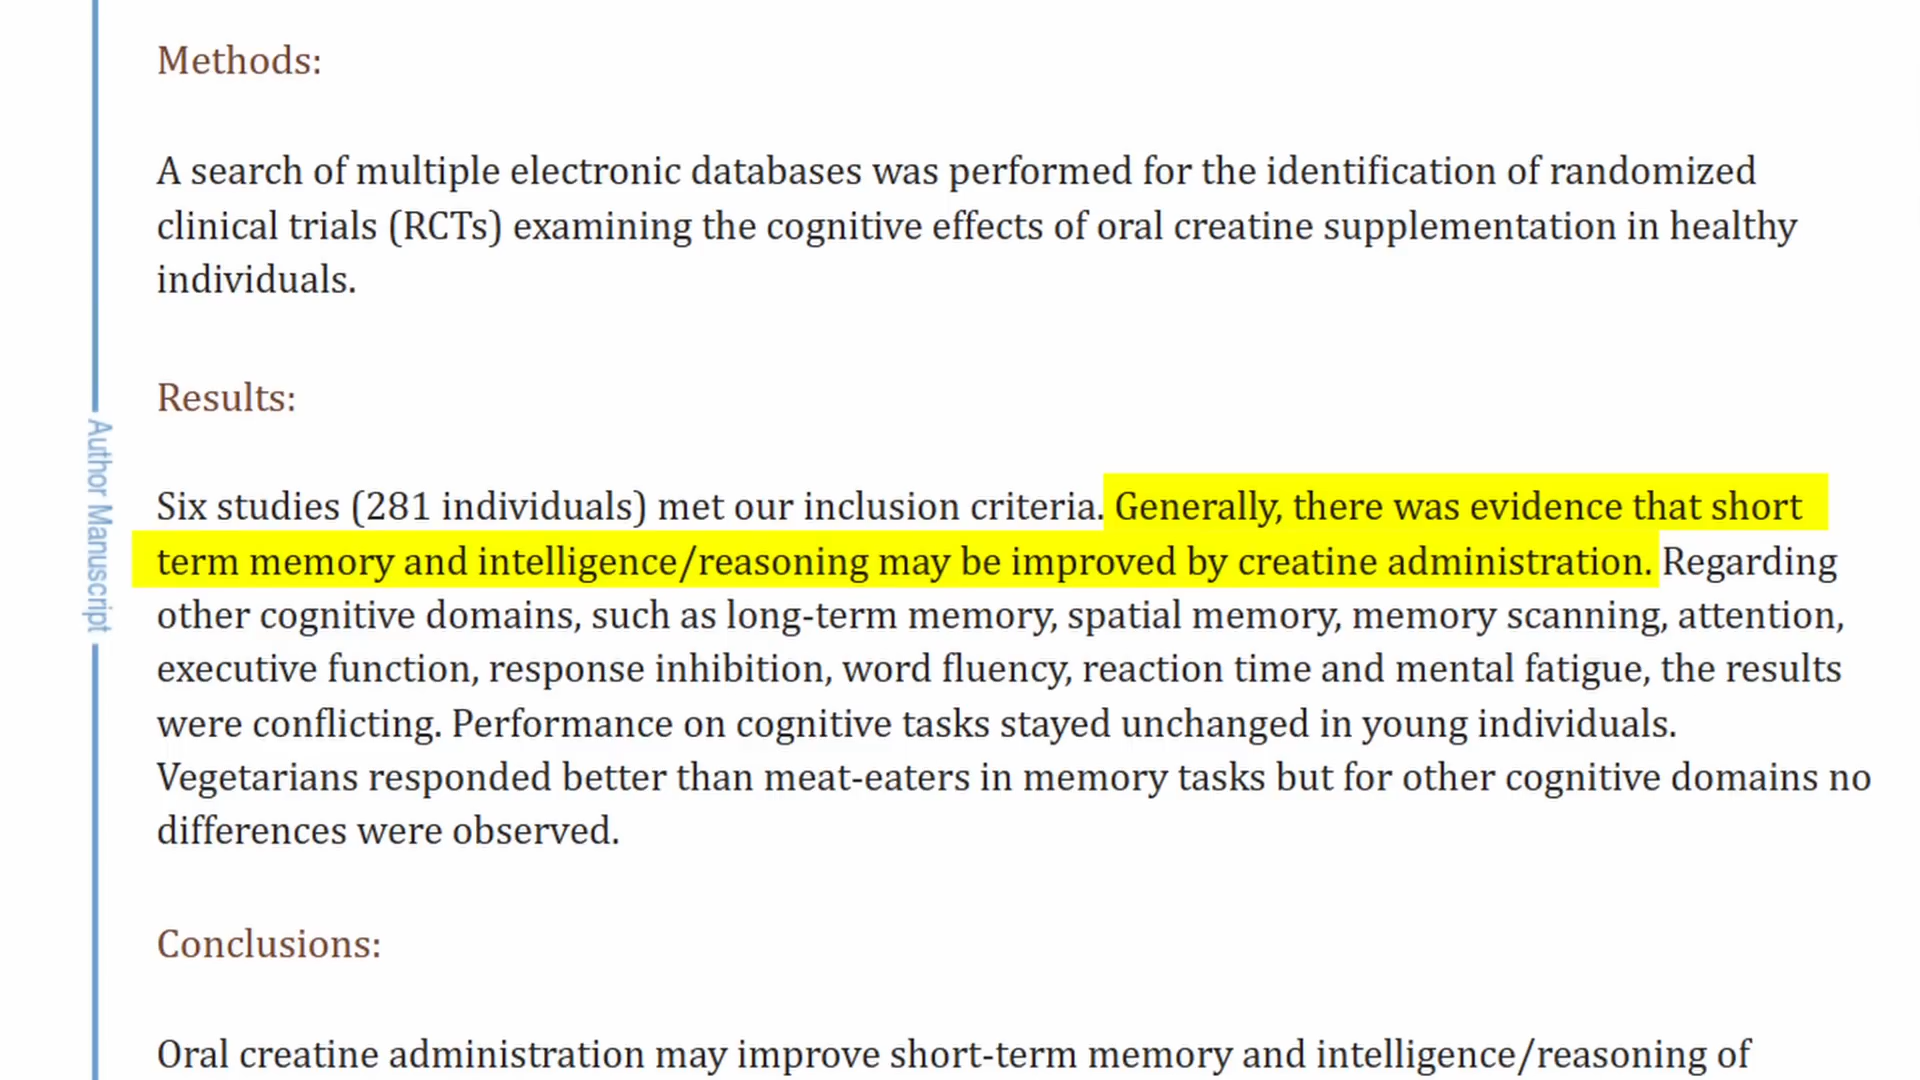 Methods:
A search of multiple electronic databases was performed for the identification of randomized
clinical trials (RCTs) examining the cognitive effects of oral creatine supplementation in healthy
individuals.
Results:
Author Manuscript
Six studies (281 individuals) met our inclusion criteria. Generally, there was evidence that short
term memory and intelligence/reasoning may be improved by creatine administration. Regarding
other cognitive domains, such as long-term memory, spatial memory, memory scanning, attention,
executive function, response inhibition, word fluency, reaction time and mental fatigue, the results
were conflicting. Performance on cognitive tasks stayed unchanged in young individuals.
Vegetarians responded better than meat-eaters in memory tasks but for other cognitive domains no
differences were observed.
Conclusions:
Oral creatine administration may improve short-term memory and intelligence/reasoning of